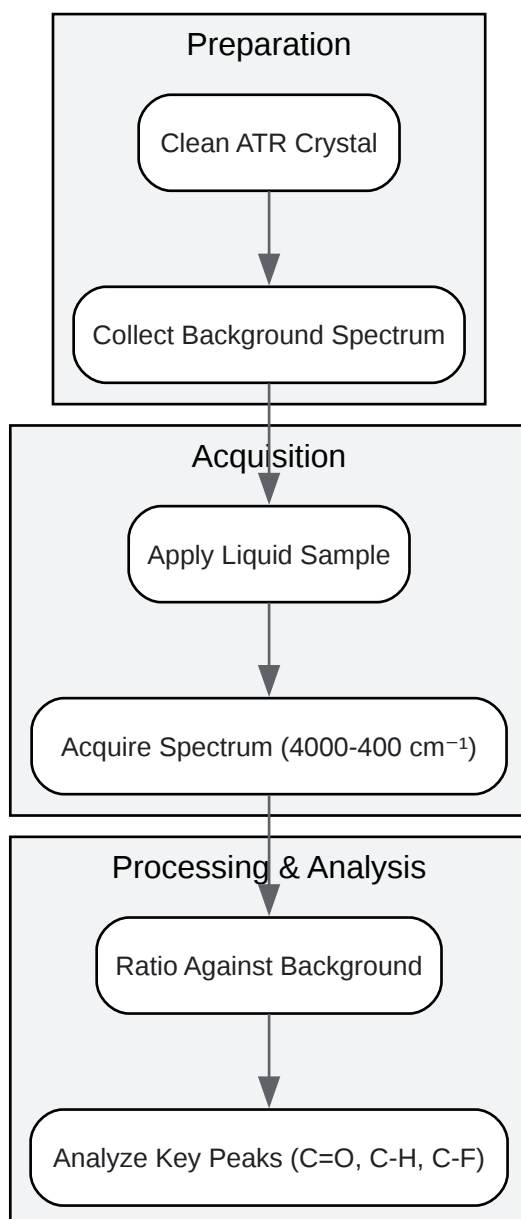 Preparation
Clean ATR Crystal
Collect Background Spectrum
Acquisition
Apply Liquid Sample
Acquire Spectrum (4000-400 cm⁻¹)
Processing & Analysis
Ratio Against Background
Analyze Key Peaks (C=O, C-H, C-F)